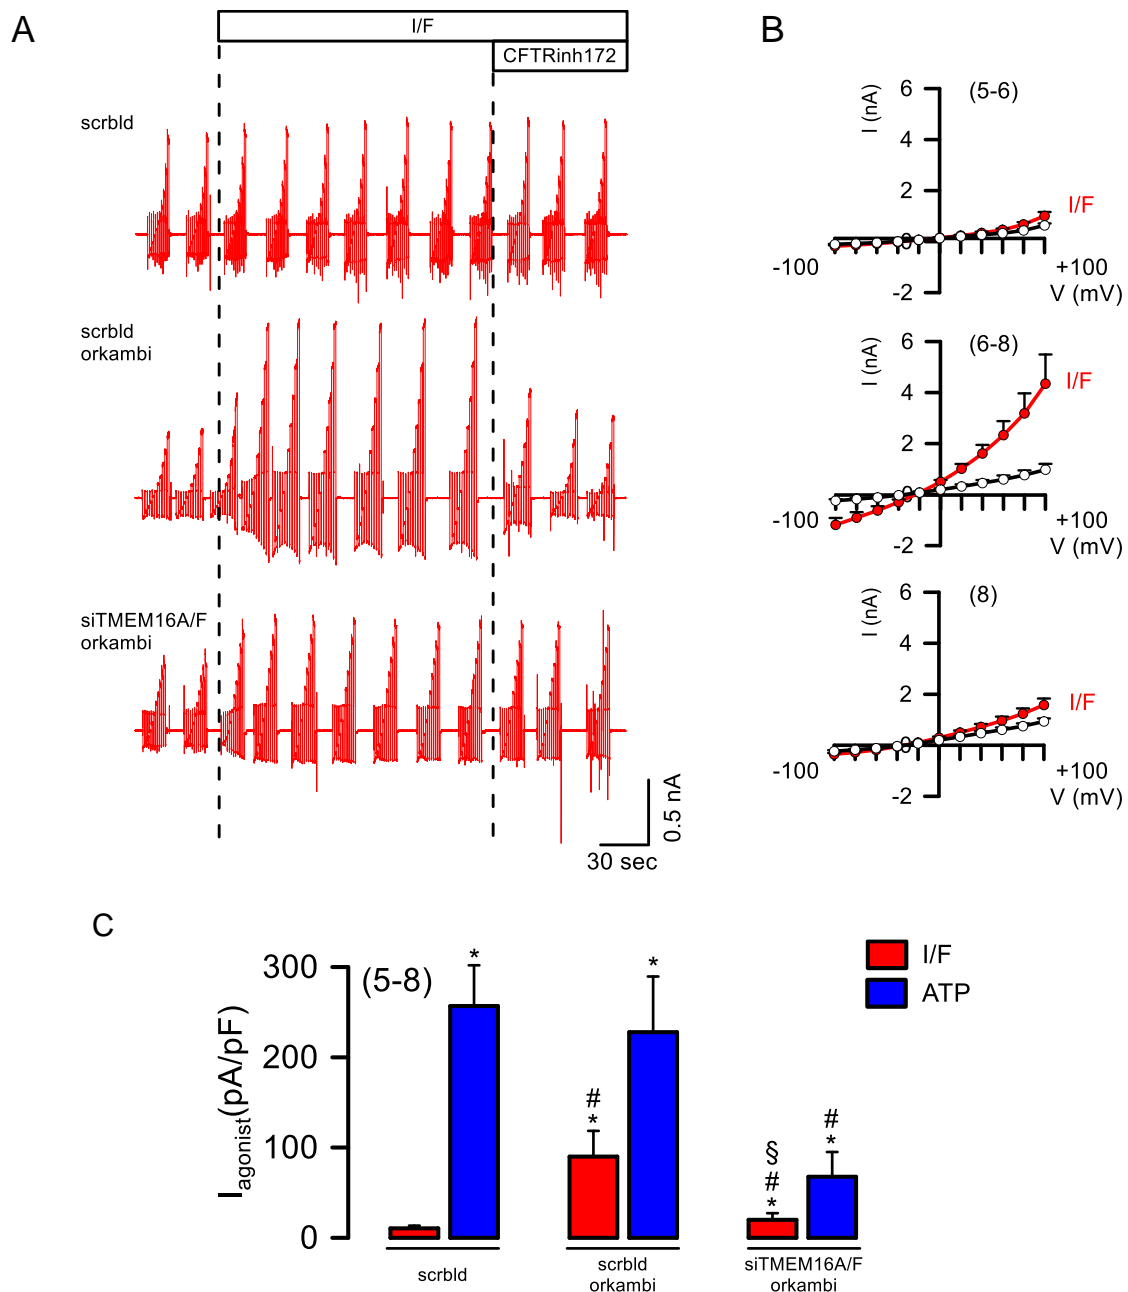 A
I/F
CFTRinh172
scrbld
scrbld
orkambi
siTMEM16A/F
orkambi
0.5 nA
30 sec
B
I (nA)
6
4
2
-2
(5-6)
I/F
-100
+100
V (mV)
I (nA)
6
4
2
0
-2
(6-8)
I/F
-100
+100
V (mV)
I (nA)
6
4
2
0
-2
(8)
I/F
-100
+100
V (mV)
C
Iagonist(pA/pF)
300
200
100
0
(5-8)
*
#
*
*
§
#
*
#
*
I/F
ATP
scrbld
scrbld
orkambi
siTMEM16A/F
orkambi